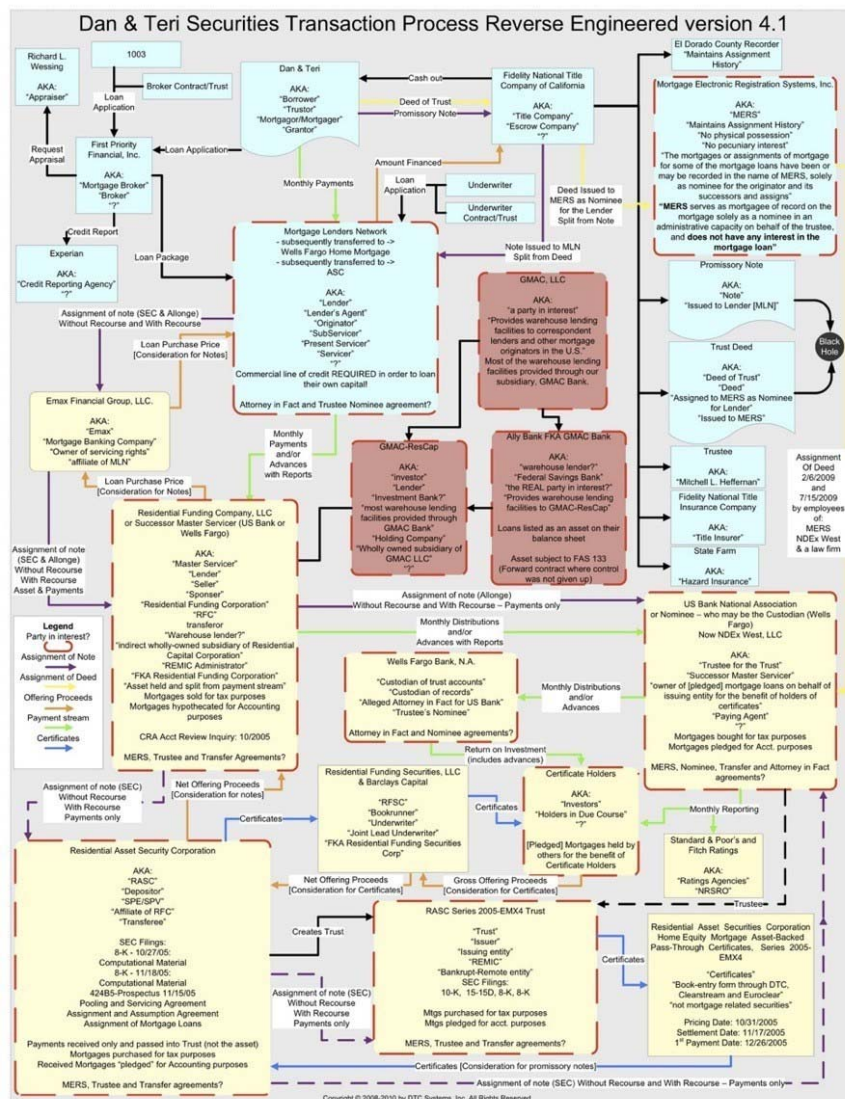 Dan & Teri Securities Transaction Process Reverse Engineered version 4.1
Richard L.
Wessing
AKA:
"Appraiser"
1003
Broker Contract/Trust
Loan
Application
Request
Appraisal
First Priority
Financial, Inc.
AKA:
"Mortgage Broker"
"Broker"
"?"
Credit Report
Experian
AKA:
"Credit Reporting Agency"
"?"
Loan Package
Loan Application
Dan & Teri
AKA:
"Borrower"
"Trustor"
"Mortgagor/Mortgager"
"Grantor"
Cash out
Deed of Trust
Promissory Note
Monthly Payments
Amount Financed
Fidelity National Title
Company of California
AKA:
"Title Company"
"Escrow Company"
"?"
Loan
Application
Underwriter
Underwriter
Contract/Trust
Deed Issued to
MERS as Nominee
for the Lender
Split from Note
Note Issued to MLN
Split from Deed
El Dorado County Recorder
"Maintains Assignment
History"
Mortgage Electronic Registration Systems, Inc.
AKA:
"MERS"
"Maintains Assignment History"
"No physical possession"
"No pecuniary interest"
"The mortgages or assignments of mortgage
for some of the mortgage loans have been or
may be recorded in the name of MERS, solely
as nominee for the originator and its
successors and assigns"
"MERS serves as mortgagee of record on the
mortgage solely as a nominee in an
administrative capacity on behalf of the trustee,
and does not have any interest in the
mortgage loan"
Promissory Note
AKA:
"Note"
"Issued to Lender [MLN]"
Trust Deed
AKA:
"Deed of Trust"
"Deed"
"Assigned to MERS as Nominee
for Lender"
"Issued to MERS"
Black
Hole
Trustee
AKA:
"Mitchell L. Heffernan"
Fidelity National Title
Insurance Company
AKA:
"Title Insurer"
State Farm
AKA:
"Hazard Insurance"
Assignment
Of Deed
2/6/2009
and
7/15/2009
by employees
of:
MERS
NDEx West
& a law firm
Mortgage Lenders Network
- subsequently transferred to ->
Wells Fargo Home Mortgage
- subsequently transferred to ->
ASC
AKA:
"Lender"
"Lender's Agent"
"Originator"
"SubServicer"
"Present Servicer"
"Servicer"
"?"
Commercial line of credit REQUIRED in order to loan
their own capital!
Attorney in Fact and Trustee Nominee agreement?
Assignment of note (SEC & Allonge)
Without Recourse and With Recourse
Loan Purchase Price
[Consideration for Notes]
Emax Financial Group, LLC.
AKA:
"Emax"
"Mortgage Banking Company"
"Owner of servicing rights"
"affiliate of MLN"
Loan Purchase Price
[Consideration for Notes]
Monthly
Payments
and/or
Advances
with Reports
GMAC, LLC
AKA:
"a party in interest"
"Provides warehouse lending
facilities to correspondent
lenders and other mortgage
originators in the U.S."
Most of the warehouse lending
facilities provided through our
subsidiary, GMAC Bank.
GMAC-ResCap
AKA:
"investor"
"Lender"
"Investment Bank?"
"most warehouse lending
facilities provided through
GMAC Bank"
"Holding Company"
"Wholly owned subsidiary of
GMAC LLC"
"?"
Ally Bank FKA GMAC Bank
AKA:
"warehouse lender?"
"Federal Savings Bank"
"the REAL party in interest?"
"Provides warehouse lending
facilities to GMAC-ResCap"
Loans listed as an asset on their
balance sheet
Asset subject to FAS 133
(Forward contract where control
was not given up)
Assignment of note
(SEC & Allonge)
Without Recourse
With Recourse
Asset & Payments
Legend
Party in interest?
Assignment of Note
Assignment of Deed
Offering Proceeds
Payment stream
Certificates
Residential Funding Company, LLC
or Successor Master Servicer (US Bank or
Wells Fargo)
AKA:
"Master Servicer"
"Lender"
"Seller"
"Sponser"
"Residential Funding Corporation"
"RFC"
transferor
"Warehouse lender?"
"indirect wholly-owned subsidiary of Residential
Capital Corporation"
"REMIC Administrator"
"FKA Residential Funding Corporation"
"Asset held and split from payment stream"
Mortgages sold for tax purposes
Mortgages hypothecated for Accounting
purposes
CRA Acct Review Inquiry: 10/2005
MERS, Trustee and Transfer Agreements?
Assignment of note (Allonge)
Without Recourse and With Recourse – Payments only
Monthly Distributions
and/or
Advances with Reports
Wells Fargo Bank, N.A.
"Custodian of trust accounts"
"Custodian of records"
"Alleged Attorney in Fact for US Bank"
"Trustee's Nominee"
Attorney in Fact and Nominee agreements?
Monthly Distributions
and/or
Advances
US Bank National Association
or Nominee – who may be the Custodian (Wells
Fargo)
Now NDEx West, LLC
AKA:
"Trustee for the Trust"
"Successor Master Servicer"
"owner of [pledged] mortgage loans on behalf of
issuing entity for the benefit of holders of
certificates"
"Paying Agent"
"?"
Mortgages bought for tax purposes
Mortgages pledged for Acct. purposes
MERS, Nominee, Transfer and Attorney in Fact
agreements?
Return on Investment
(includes advances)
Assignment of note (SEC)
Without Recourse
With Recourse
Payments only
Net Offering Proceeds
[Consideration for notes]
Certificates
Residential Funding Securities, LLC
& Barclays Capital
"RFSC"
"Bookrunner"
"Underwriter"
"Joint Lead Underwriter"
"FKA Residential Funding Securities
Corp"
Certificates
Certificate Holders
AKA:
"Investors"
"Holders in Due Course"
"?"
[Pledged] Mortgages held by
others for the benefit of
Certificate Holders
Monthly Reporting
Standard & Poor's and
Fitch Ratings
AKA:
"Ratings Agencies"
"NRSRO"
Net Offering Proceeds
[Consideration for Certificates]
Gross Offering Proceeds
[Consideration for Certificates]
Trustee
Residential Asset Security Corporation
AKA:
"RASC"
"Depositor"
"SPE/SPV"
"Affiliate of RFC"
"Transferee"
SEC Filings:
8-K - 10/27/05:
Computational Material
8-K - 11/18/05:
Computational Material
424B5-Prospectus 11/15/05
Pooling and Servicing Agreement
Assignment and Assumption Agreement
Assignment of Mortgage Loans
Payments received only and passed into Trust (not the asset)
Mortgages purchased for tax purposes
Received Mortgages "pledged" for Accounting purposes
MERS, Trustee and Transfer agreements?
Creates Trust
Assignment of note (SEC)
Without Recourse
With Recourse
Payments only
RASC Series 2005-EMX4 Trust
"Trust"
"Issuer"
"Issuing entity"
"REMIC"
"Bankrupt-Remote entity"
SEC Filings:
10-K, 15-15D, 8-K, 8-K
Mtgs purchased for tax purposes
Mtgs pledged for acct. purposes
MERS, Trustee and Transfer agreements?
Certificates
Residential Asset Securities Corporation
Home Equity Mortgage Asset-Backed
Pass-Through Certificates, Series 2005-
EMX4
"Certificates"
"Book-entry form through DTC,
Clearstream and Euroclear"
"not mortgage related securities"
Pricing Date: 10/31/2005
Settlement Date: 11/17/2005
1st Payment Date: 12/26/2005
Certificates [Consideration for promissory notes]
Assignment of note (SEC) Without Recourse and With Recourse – Payments only
Copyright © 2008-2010 by DTC Systems, Inc. All Rights Reserved